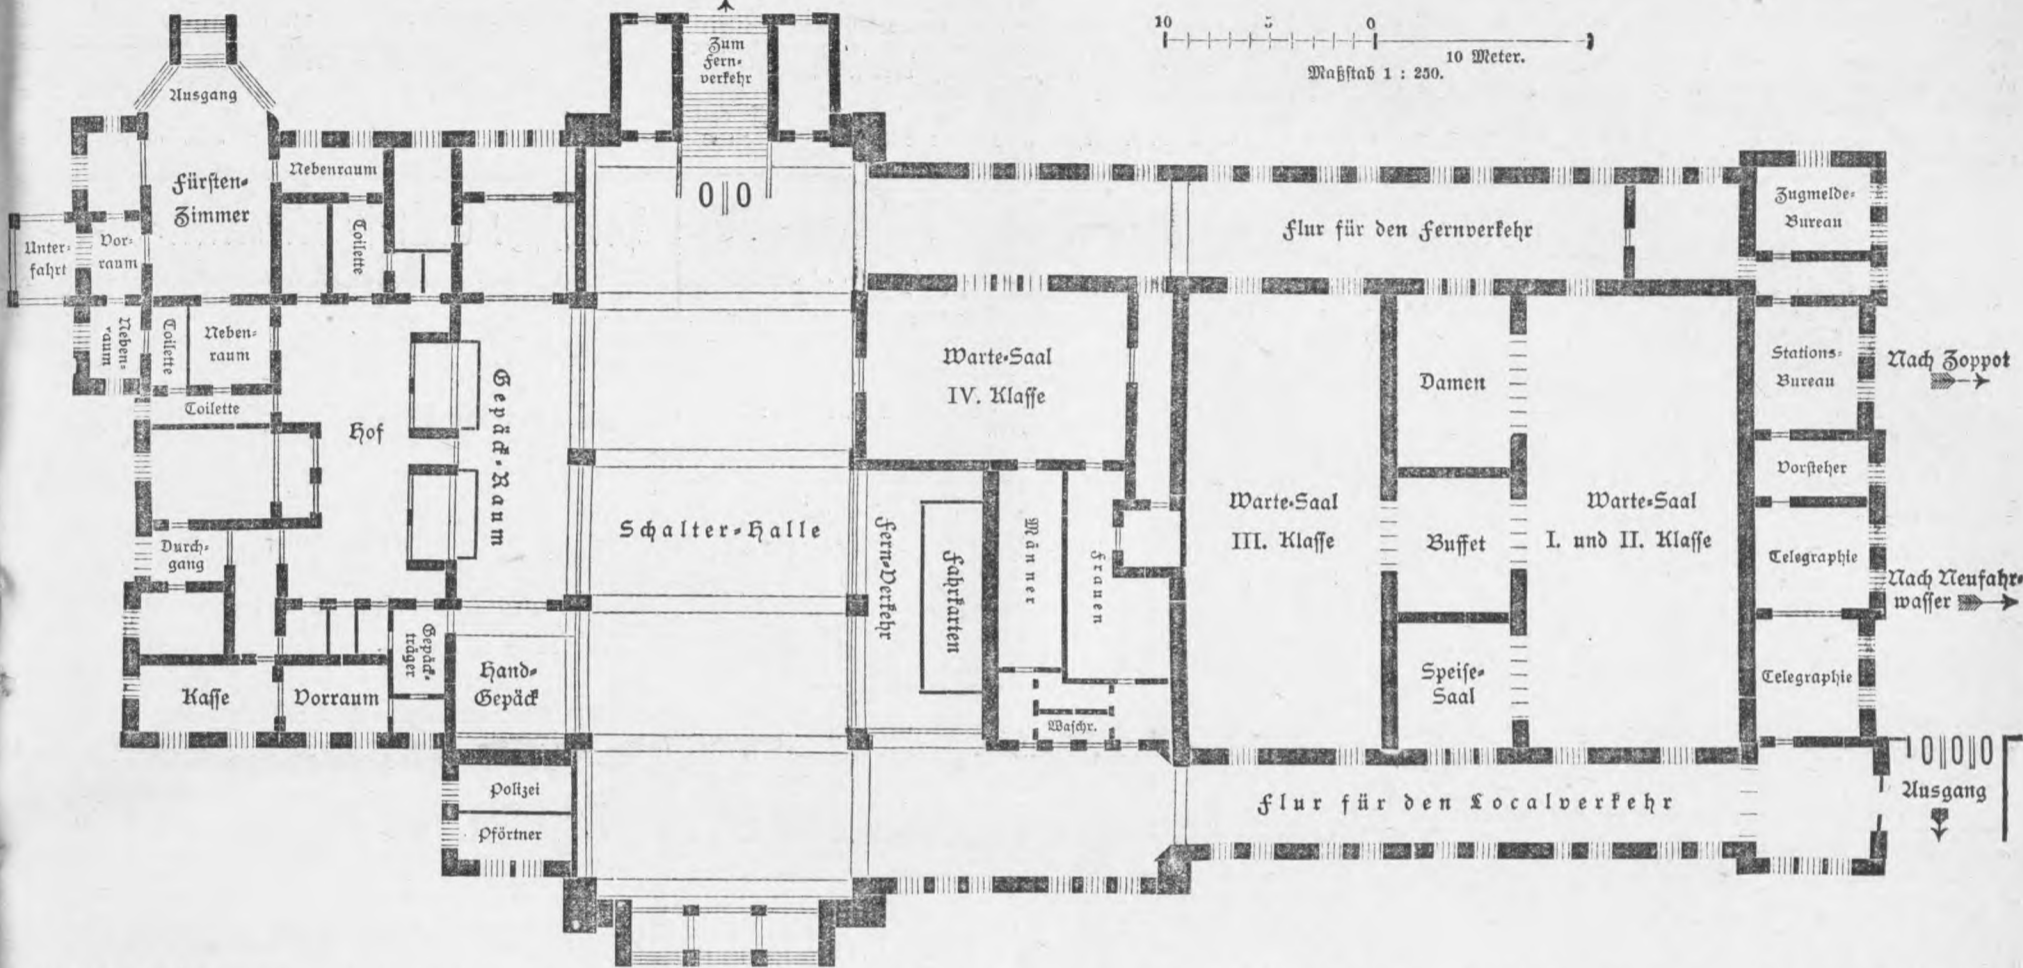 Zum
Fern-
verkehr
10 5 0
10 Meter.
Maßstab 1 : 250.
Ausgang
Fürsten-
Zimmer
Nebenraum
Toilette
Unter-
fahrt
Vor-
raum
Neben-
raum
Toilette
Neben-
raum
Toilette
Hof
Gepäck-Raum
Durch-
gang
Kasse
Vorraum
Gepäck-
träger
Hand-
Gepäck
Polizei
Pförtner
Schalter-Halle
Flur für den Fernverkehr
Warte-Saal
IV. Klasse
Fern-Verkehr
Fahrkarten
Männer
Frauen
Waschr.
Warte-Saal
III. Klasse
Damen
Buffet
Speise-
Saal
Warte-Saal
I. und II. Klasse
Flur für den Localverkehr
Zugmelde-
Bureau
Stations-
Bureau
Vorsteher
Telegraphie
Telegraphie
Nach Zoppot
Nach Neufahr-
wasser
Ausgang